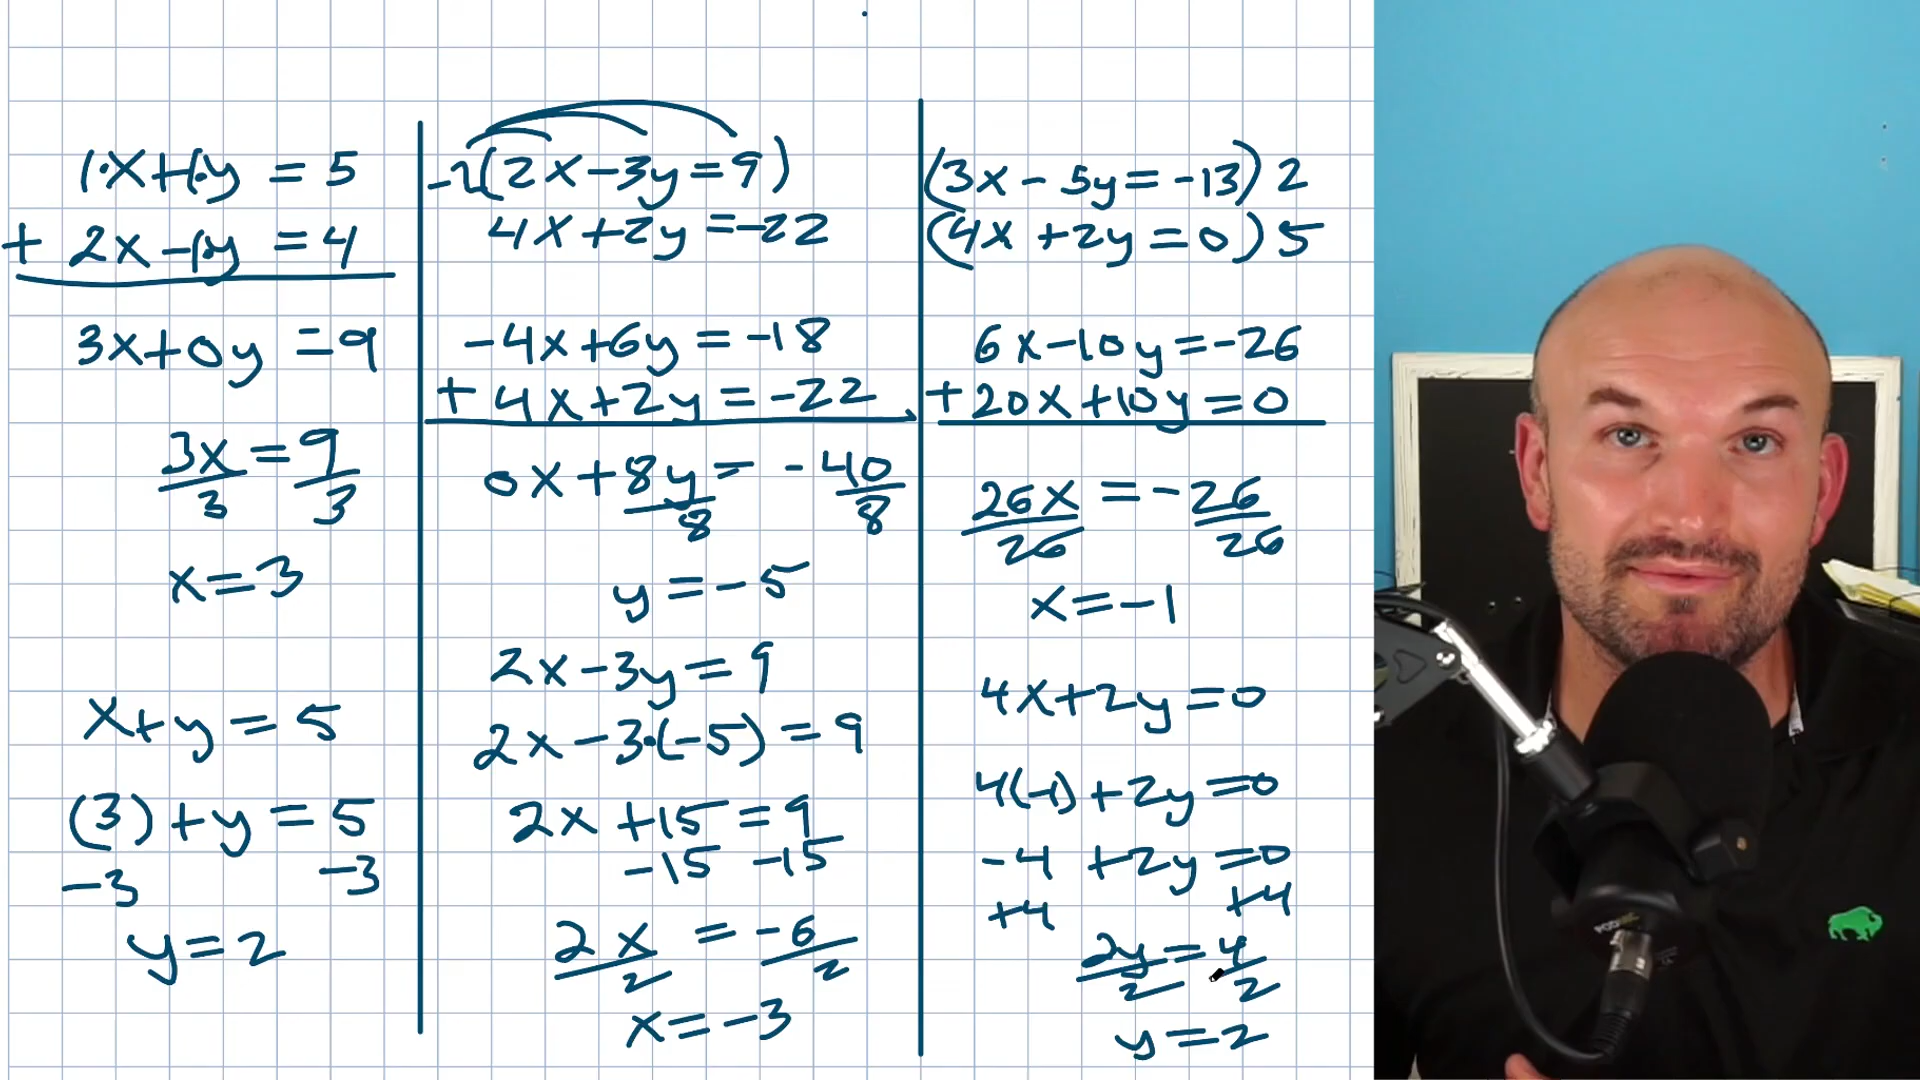 1·x+1·y = 5
+ 2x-1·y = 4
3x+0y = 9
3x = 9
3 3
x = 3
x+y = 5
(3) + y = 5
-3 -3
y = 2
-2(2x-3y = 9)
4x+2y = -22
-4x+6y = -18
+ 4x+2y = -22
0x + 8y = -40
8 8
y = -5
2x-3y = 9
2x-3·(-5) = 9
2x +15 = 9
-15 -15
2x = -6
2 2
x = -3
(3x - 5y = -13) 2
(4x +2y = 0) 5
6x-10y = -26
+ 20x+10y = 0
26x = -26
26 26
x = -1
4x+2y = 0
4(-1) + 2y = 0
-4 +2y = 0
+4 +4
2y = 4
2 2
y = 2